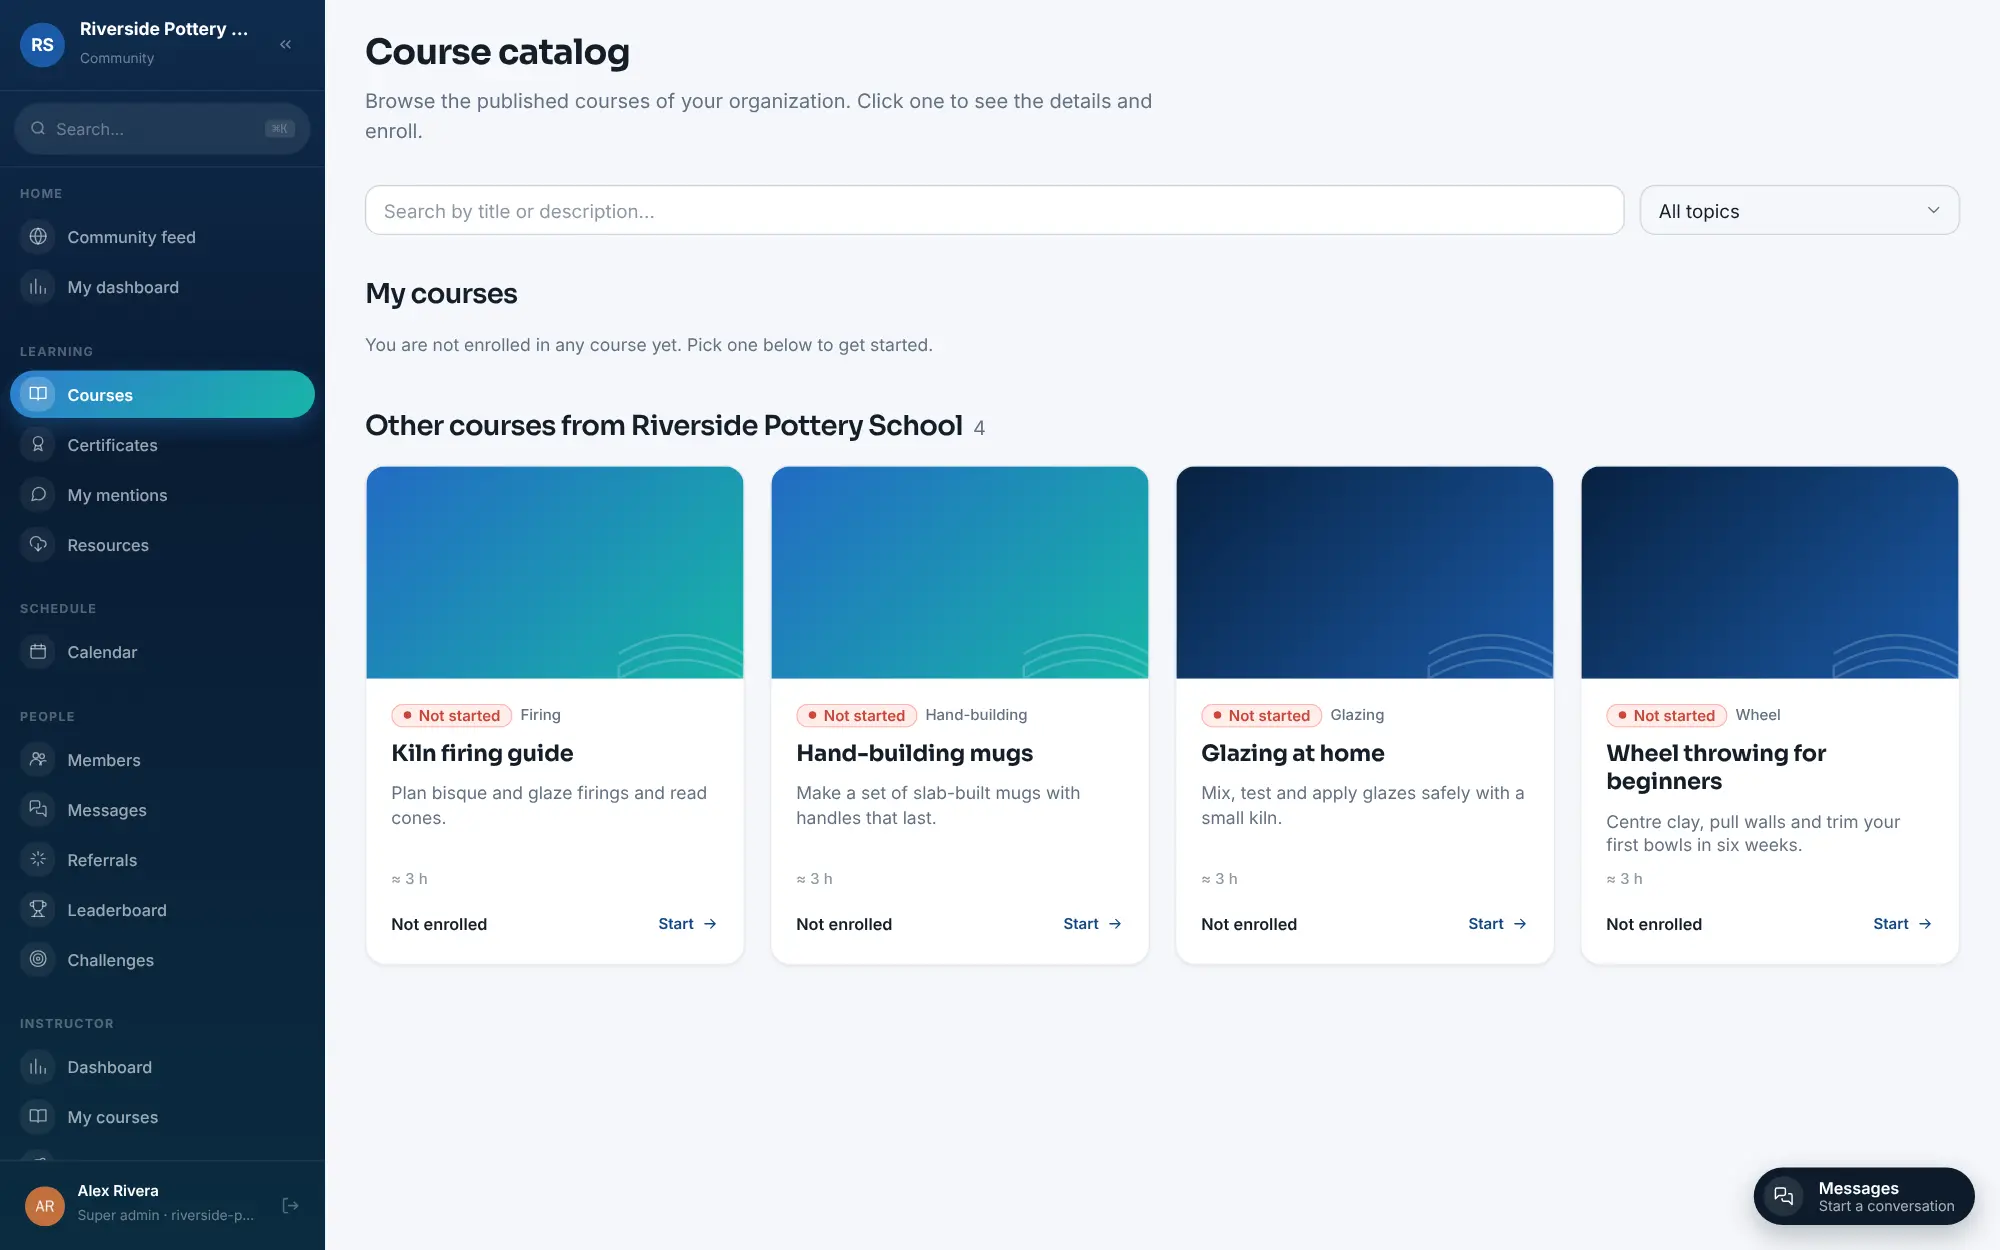 RS
Riverside Pottery ...
Community
«
Search...
⌘K
HOME
Community feed
My dashboard
LEARNING
Courses
Certificates
My mentions
Resources
SCHEDULE
Calendar
PEOPLE
Members
Messages
Referrals
Leaderboard
Challenges
INSTRUCTOR
Dashboard
My courses
AR
Alex Rivera
Super admin · riverside-p...
Course catalog
Browse the published courses of your organization. Click one to see the details and
enroll.
Search by title or description...
All topics
My courses
You are not enrolled in any course yet. Pick one below to get started.
Other courses from Riverside Pottery School 4
Not started Firing
Kiln firing guide
Plan bisque and glaze firings and read
cones.
≈ 3 h
Not enrolled
Start →
Not started Hand-building
Hand-building mugs
Make a set of slab-built mugs with
handles that last.
≈ 3 h
Not enrolled
Start →
Not started Glazing
Glazing at home
Mix, test and apply glazes safely with a
small kiln.
≈ 3 h
Not enrolled
Start →
Not started Wheel
Wheel throwing for
beginners
Centre clay, pull walls and trim your
first bowls in six weeks.
≈ 3 h
Not enrolled
Start →
Messages
Start a conversation